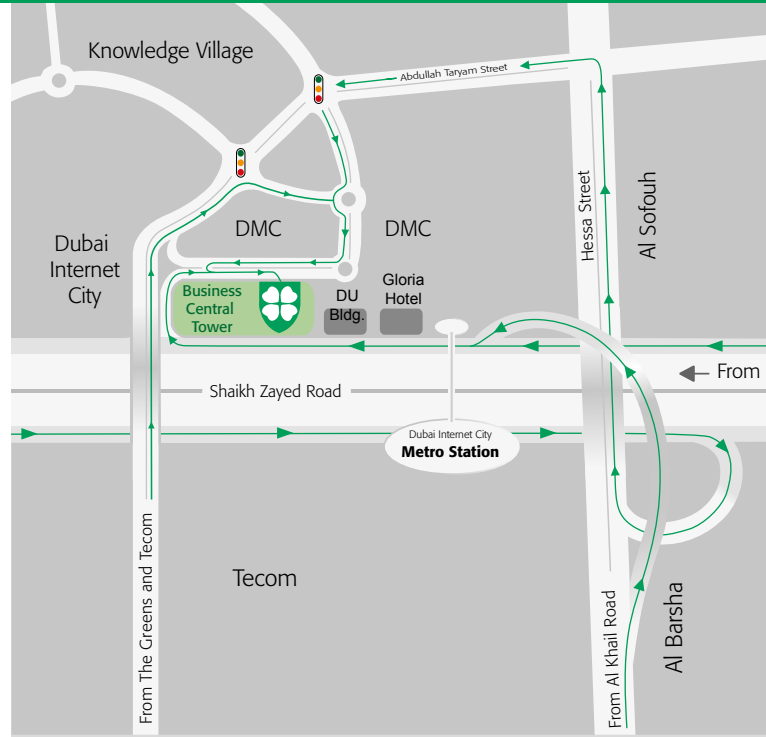 Knowledge Village
Abdullah Taryam Street
Hessa Street
Al Sofouh
DMC
DMC
Dubai
Internet
City
Business
Central
Tower
DU
Bldg.
Gloria
Hotel
From
Shaikh Zayed Road
Dubai Internet City
Metro Station
From The Greens and Tecom
Tecom
From Al Khail Road
Al Barsha